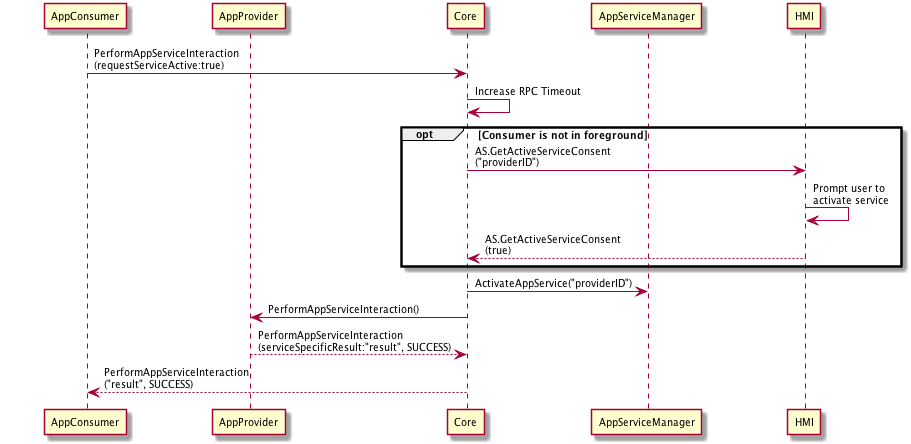 AppConsumer
AppProvider
Core
AppServiceManager
HMI
PerformAppServiceInteraction
(requestServiceActive:true)
Increase RPC Timeout
opt
[Consumer is not in foreground]
AS.GetActiveServiceConsent
("providerID")
Prompt user to
activate service
AS.GetActiveServiceConsent
(true)
ActivateAppService("providerID")
PerformAppServiceInteraction()
PerformAppServiceInteraction
(serviceSpecificResult:"result", SUCCESS)
PerformAppServiceInteraction
("result", SUCCESS)
AppConsumer
AppProvider
Core
AppServiceManager
HMI